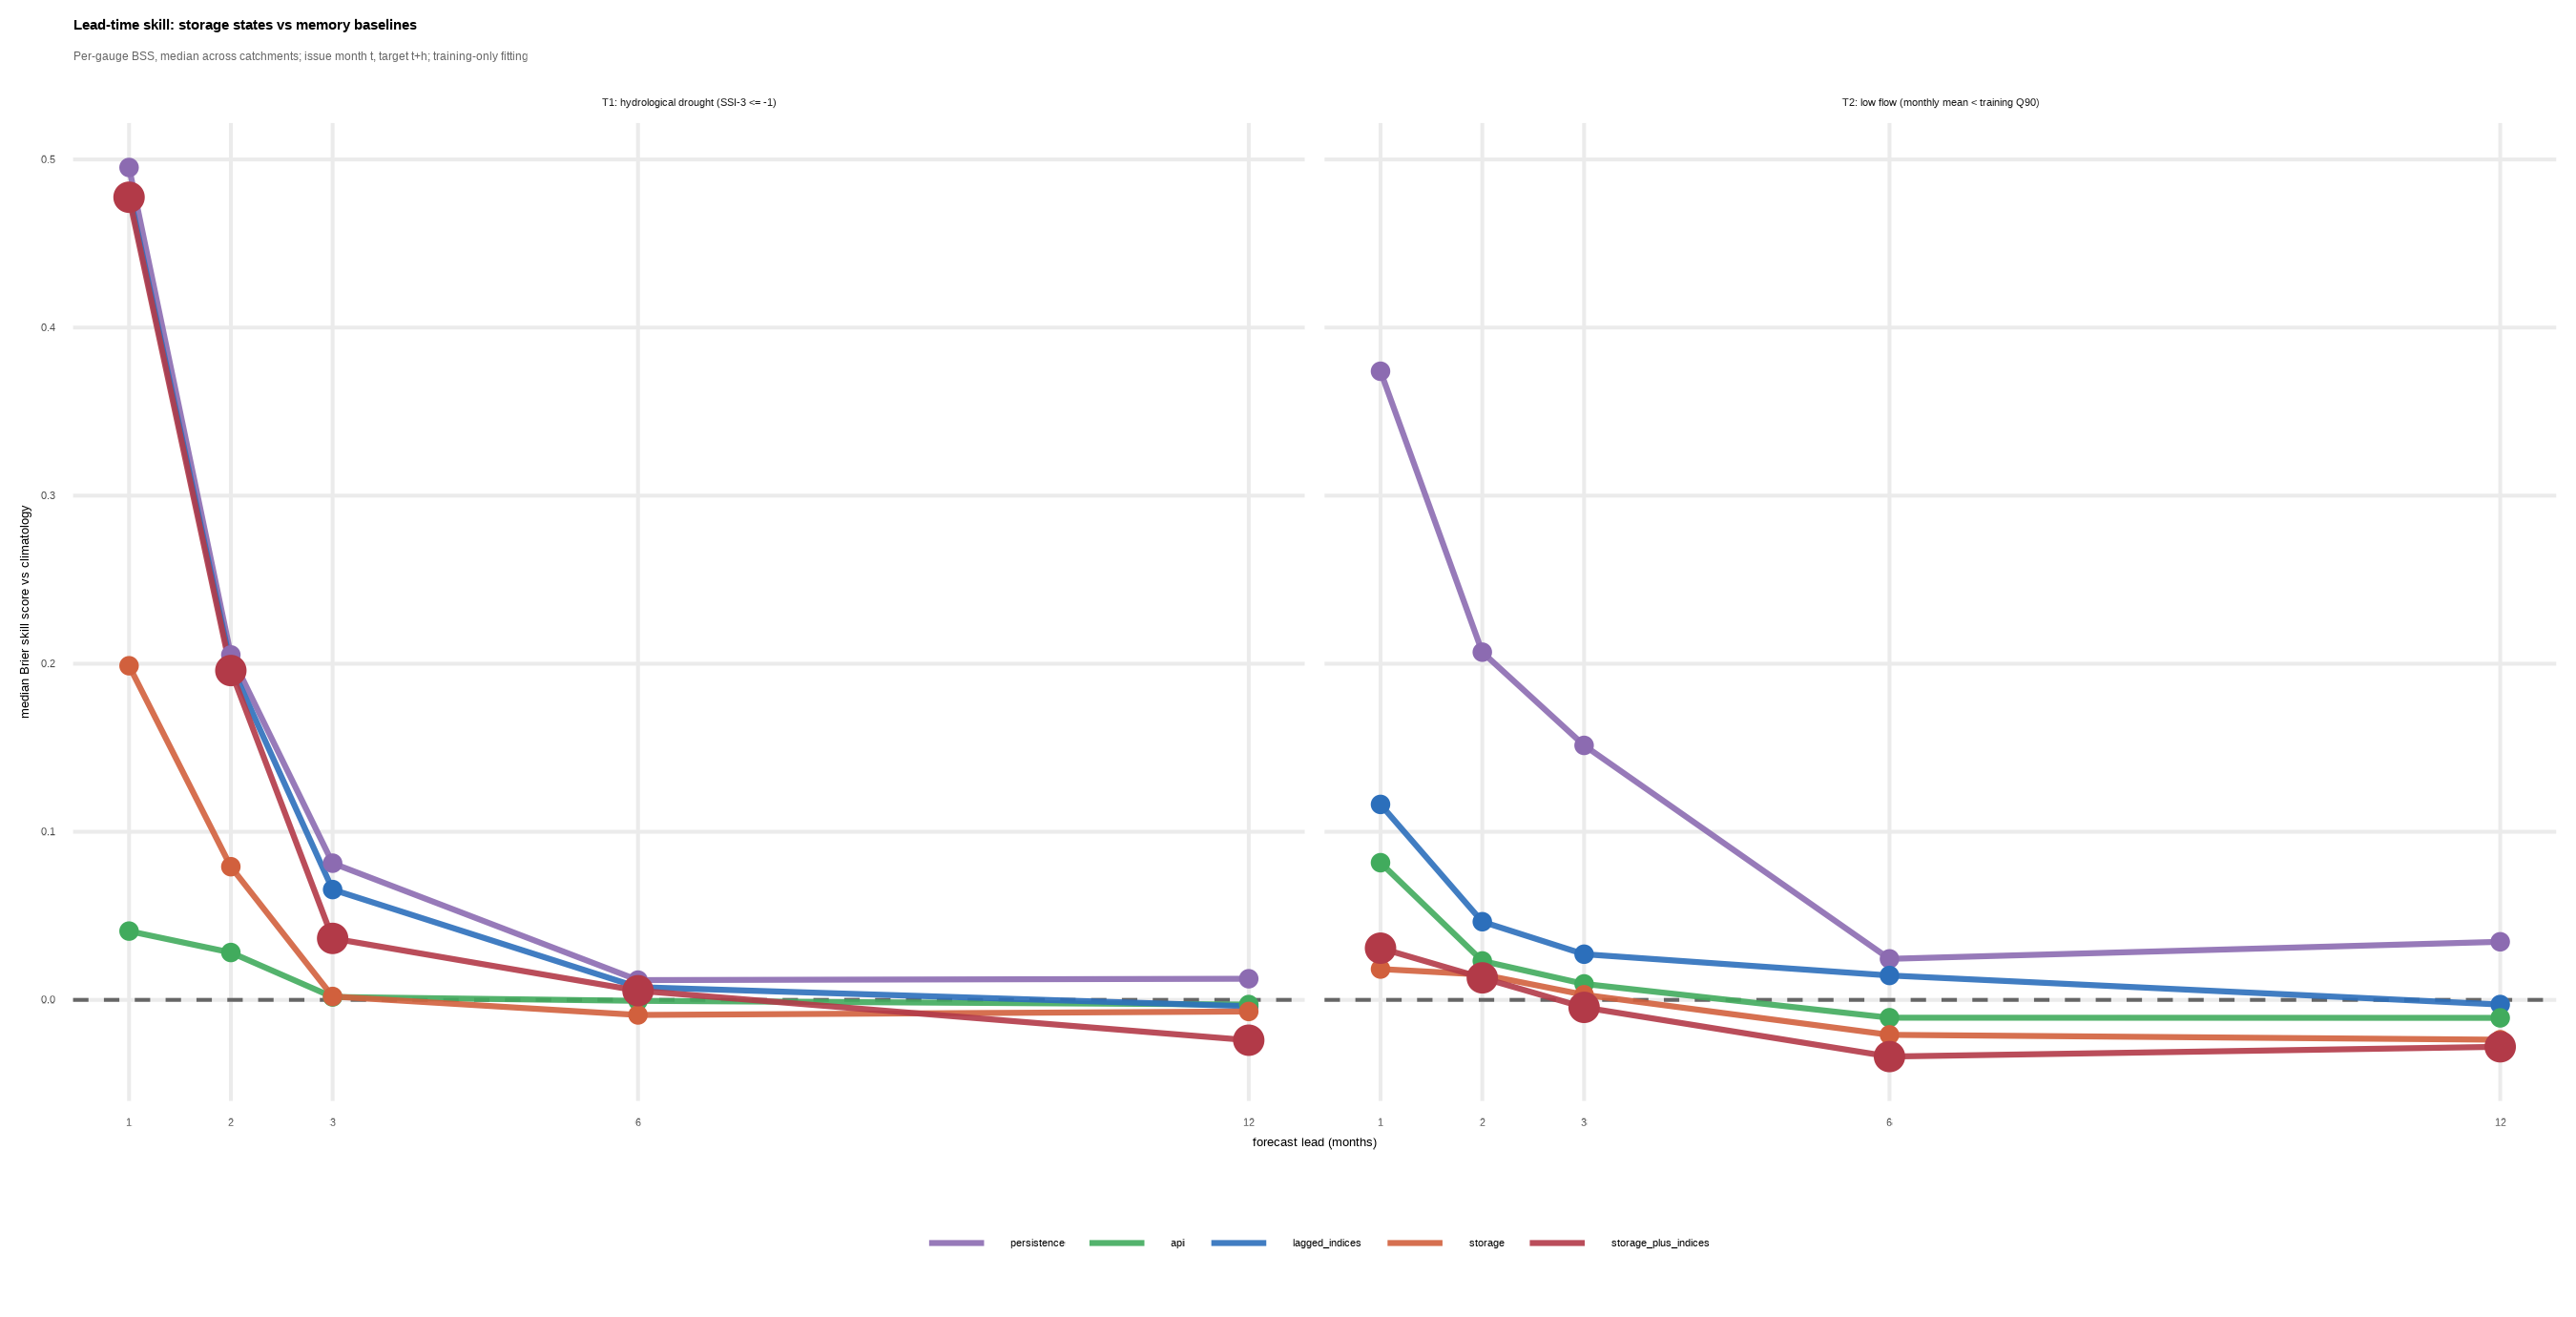 Lead-time skill: storage states vs memory baselines
Per-gauge BSS, median across catchments; issue month t, target t+h; training-only fitting
T1: hydrological drought (SSI-3 <= -1)
T2: low flow (monthly mean < training Q90)
median Brier skill score vs climatology
0.5
0.4
0.3
0.2
0.1
0.0
1 2 3 6 12
1 2 3 6 12
forecast lead (months)
persistence api lagged_indices storage storage_plus_indices